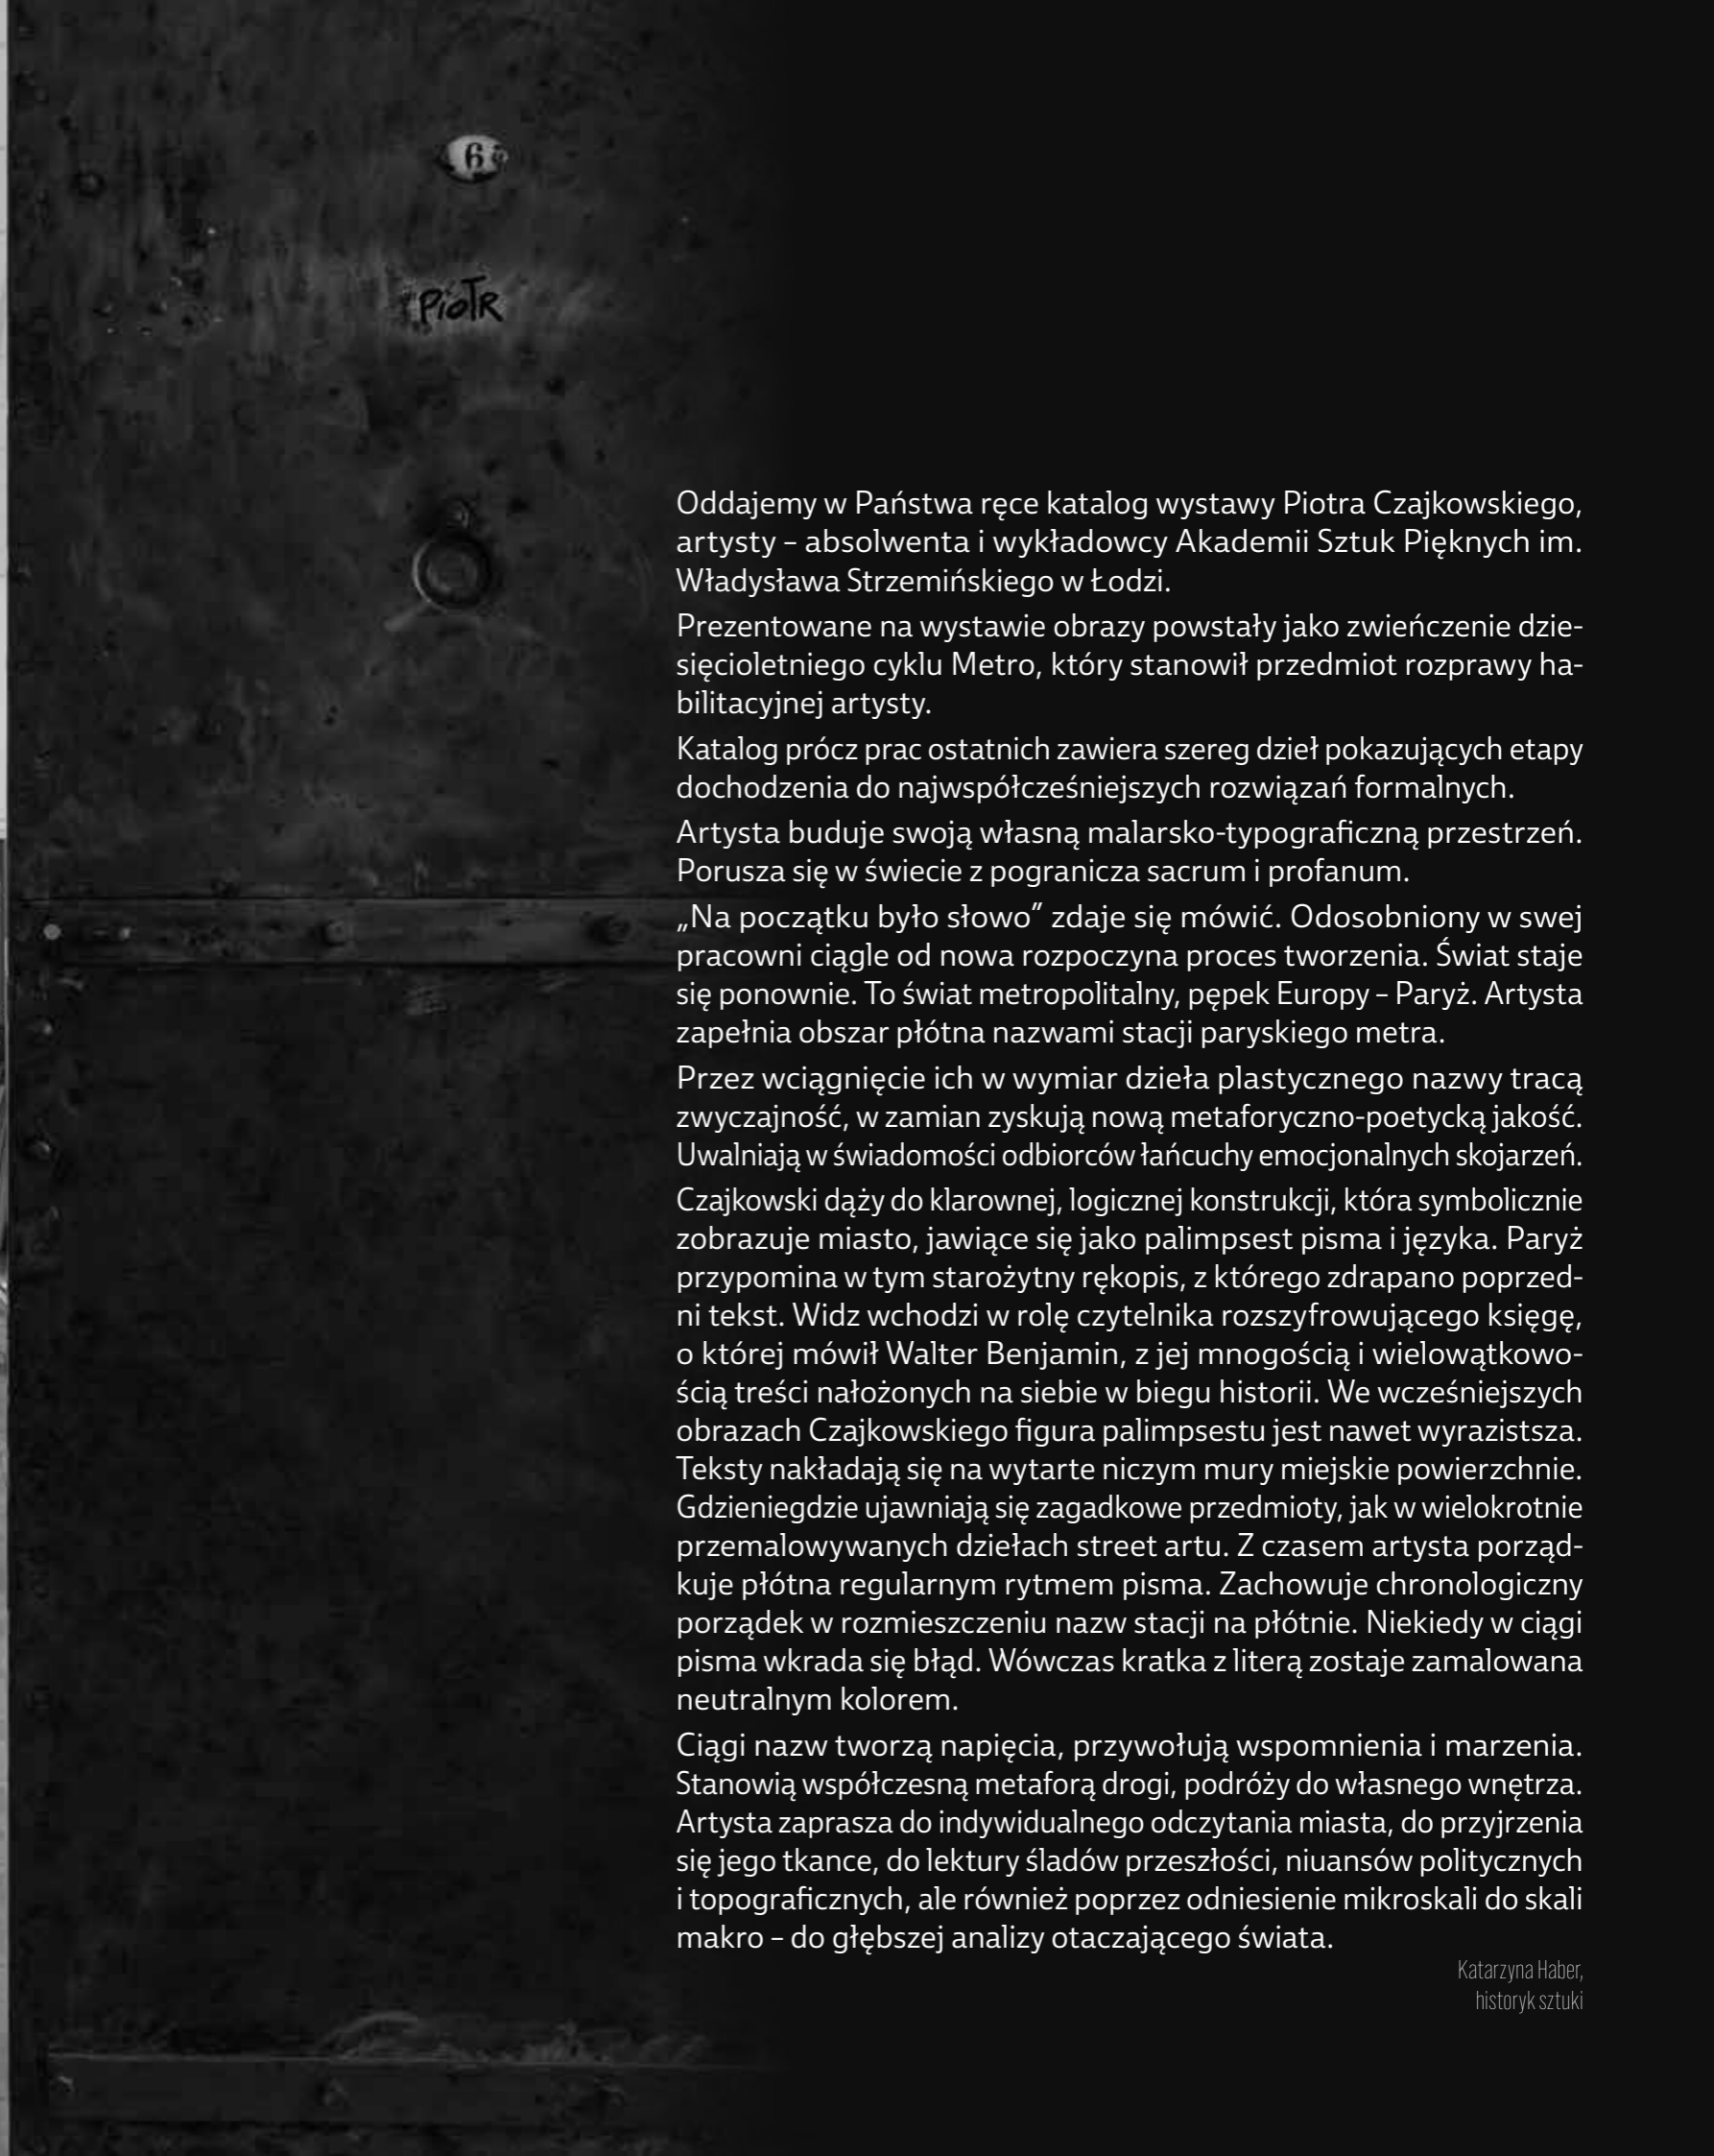 6
PioTR
Oddajemy w Państwa ręce katalog wystawy Piotra Czajkowskiego,
artysty – absolwenta i wykładowcy Akademii Sztuk Pięknych im.
Władysława Strzemińskiego w Łodzi.
Prezentowane na wystawie obrazy powstały jako zwieńczenie dzie-
sięcioletniego cyklu Metro, który stanowił przedmiot rozprawy ha-
bilitacyjnej artysty.
Katalog prócz prac ostatnich zawiera szereg dzieł pokazujących etapy
dochodzenia do najwspółcześniejszych rozwiązań formalnych.
Artysta buduje swoją własną malarsko-typograficzną przestrzeń.
Porusza się w świecie z pogranicza sacrum i profanum.
„Na początku było słowo” zdaje się mówić. Odosobniony w swej
pracowni ciągle od nowa rozpoczyna proces tworzenia. Świat staje
się ponownie. To świat metropolitalny, pępek Europy – Paryż. Artysta
zapełnia obszar płótna nazwami stacji paryskiego metra.
Przez wciągnięcie ich w wymiar dzieła plastycznego nazwy tracą
zwyczajność, w zamian zyskują nową metaforyczno-poetycką jakość.
Uwalniają w świadomości odbiorców łańcuchy emocjonalnych skojarzeń.
Czajkowski dąży do klarownej, logicznej konstrukcji, która symbolicznie
zobrazuje miasto, jawiące się jako palimpsest pisma i języka. Paryż
przypomina w tym starożytny rękopis, z którego zdrapano poprzed-
ni tekst. Widz wchodzi w rolę czytelnika rozszyfrowującego księgę,
o której mówił Walter Benjamin, z jej mnogością i wielowątkowo-
ścią treści nałożonych na siebie w biegu historii. We wcześniejszych
obrazach Czajkowskiego figura palimpsestu jest nawet wyrazistsza.
Teksty nakładają się na wytarte niczym mury miejskie powierzchnie.
Gdzieniegdzie ujawniają się zagadkowe przedmioty, jak w wielokrotnie
przemalowywanych dziełach street artu. Z czasem artysta porząd-
kuje płótna regularnym rytmem pisma. Zachowuje chronologiczny
porządek w rozmieszczeniu nazw stacji na płótnie. Niekiedy w ciągi
pisma wkrada się błąd. Wówczas kratka z literą zostaje zamalowana
neutralnym kolorem.
Ciągi nazw tworzą napięcia, przywołują wspomnienia i marzenia.
Stanowią współczesną metaforą drogi, podróży do własnego wnętrza.
Artysta zaprasza do indywidualnego odczytania miasta, do przyjrzenia
się jego tkance, do lektury śladów przeszłości, niuansów politycznych
i topograficznych, ale również poprzez odniesienie mikroskali do skali
makro – do głębszej analizy otaczającego świata.
Katarzyna Haber,
historyk sztuki